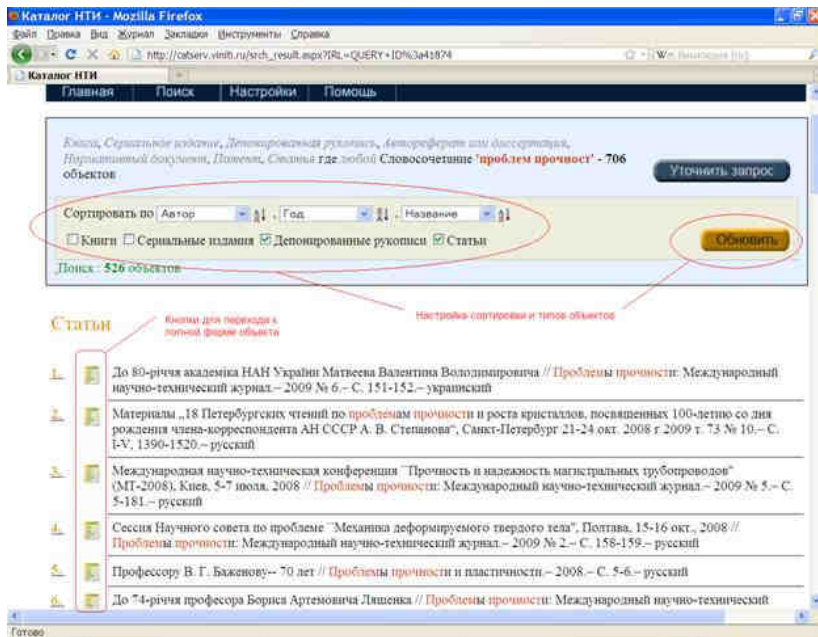 Каталог НТИ - Mozilla Firefox
Файл Правка Вид Журнал Закладки Инструменты Справка
http://catserv.viniti.ru/srch_result.aspx?IRL=QUERY+ID%3a41874
Каталог НТИ
Главная Поиск Настройки Помощь
Книга, Сериальное издание, Депонированная рукопись, Автореферат или диссертация,
Нормативный документ, Патент, Статья где любой Словосочетание 'проблем прочност' - 706
объектов
Уточнить запрос
Сортировать по Автор , Год , Название
Книги Сериальные издания Депонированные рукописи Статьи
Обновить
Поиск : 526 объектов
Настройка сортировки и типов объектов
Кнопки для перехода к
полной форме объекта
Статьи
1. До 80-річчя академіка НАН України Матвеева Валентина Володимировича // Проблемы прочности: Международный
научно-технический журнал.– 2009 № 6.– С. 151-152.– украинский
2. Материалы „18 Петербургских чтений по проблемам прочности и роста кристаллов, посвященных 100-летию со дня
рождения члена-корреспондента АН СССР А. В. Степанова“, Санкт-Петербург 21-24 окт. 2008 г 2009 т. 73 № 10.– С.
I-V, 1390-1520.– русский
3. Международная научно-техническая конференция ¨Прочность и надежность магистральных трубопроводов"
(МТ-2008), Киев, 5-7 июля, 2008 // Проблемы прочности: Международный научно-технический журнал.– 2009 № 5.– С.
5-181.– русский
4. Сессия Научного совета по проблеме ¨Механика деформируемого твердого тела", Полтава, 15-16 окт., 2008 //
Проблемы прочности: Международный научно-технический журнал.– 2009 № 2.– С. 158-159.– русский
5. Профессору В. Г. Баженову-- 70 лет // Проблемы прочности и пластичности.– 2008.– С. 5-6.– русский
6. До 74-річчя професора Бориса Артемовича Ляшенка // Проблемы прочности: Международный научно-технический
Готово